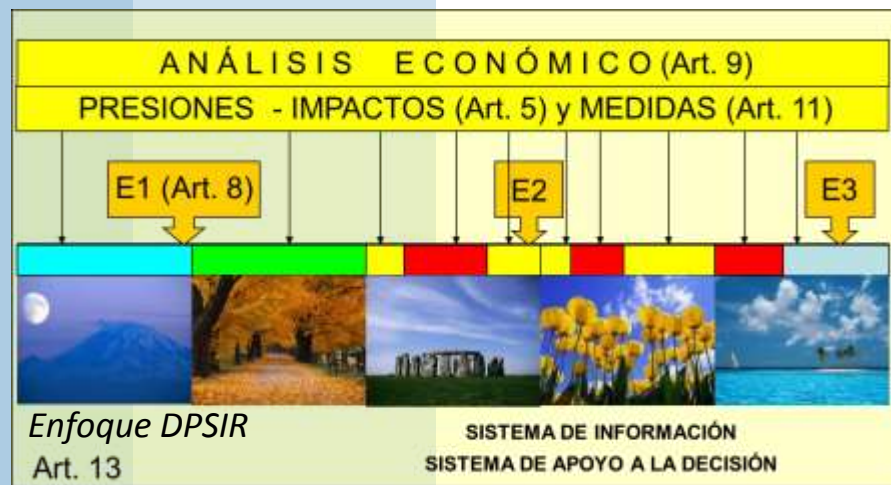 ANÁLISIS ECONÓMICO (Art. 9)
PRESIONES - IMPACTOS (Art. 5) y MEDIDAS (Art. 11)
E1 (Art. 8)
E2
E3
Enfoque DPSIR
Art. 13
SISTEMA DE INFORMACIÓN
SISTEMA DE APOYO A LA DECISIÓN